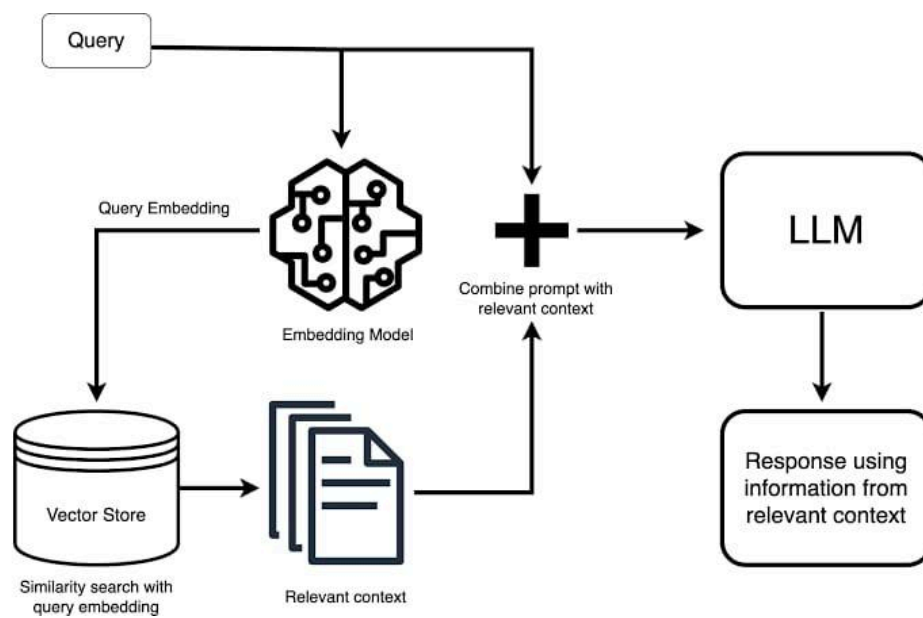 Query
Query Embedding
Embedding Model
Combine prompt with
relevant context
LLM
Vector Store
Similarity search with
query embedding
Relevant context
Response using
information from
relevant context